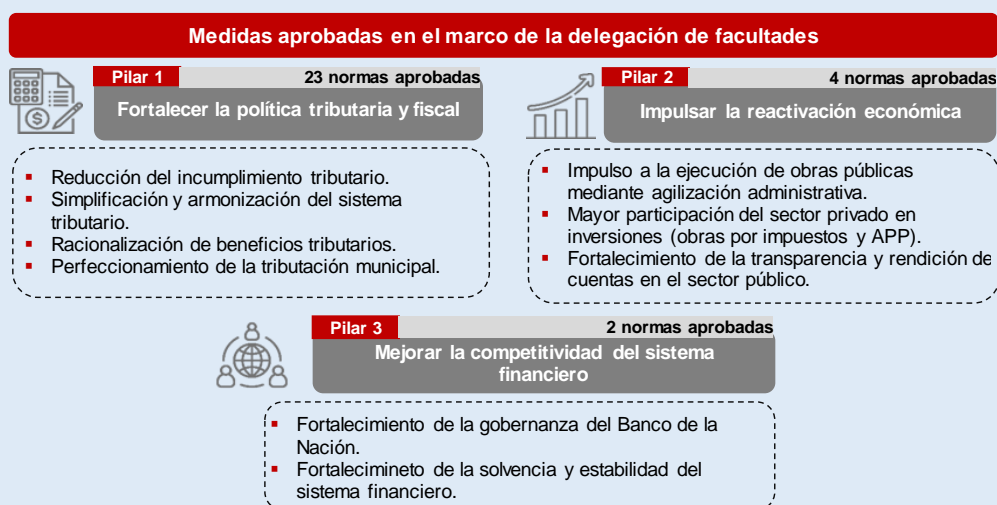 Medidas aprobadas en el marco de la delegación de facultades
Pilar 1
23 normas aprobadas
Fortalecer la política tributaria y fiscal
▪ Reducción del incumplimiento tributario.
▪ Simplificación y armonización del sistema
tributario.
▪ Racionalización de beneficios tributarios.
▪ Perfeccionamiento de la tributación municipal.
Pilar 2
4 normas aprobadas
Impulsar la reactivación económica
▪ Impulso a la ejecución de obras públicas
mediante agilización administrativa.
▪ Mayor participación del sector privado en
inversiones (obras por impuestos y APP).
▪ Fortalecimiento de la transparencia y rendición de
cuentas en el sector público.
Pilar 3
2 normas aprobadas
Mejorar la competitividad del sistema
financiero
▪ Fortalecimiento de la gobernanza del Banco de la
Nación.
▪ Fortalecimineto de la solvencia y estabilidad del
sistema financiero.